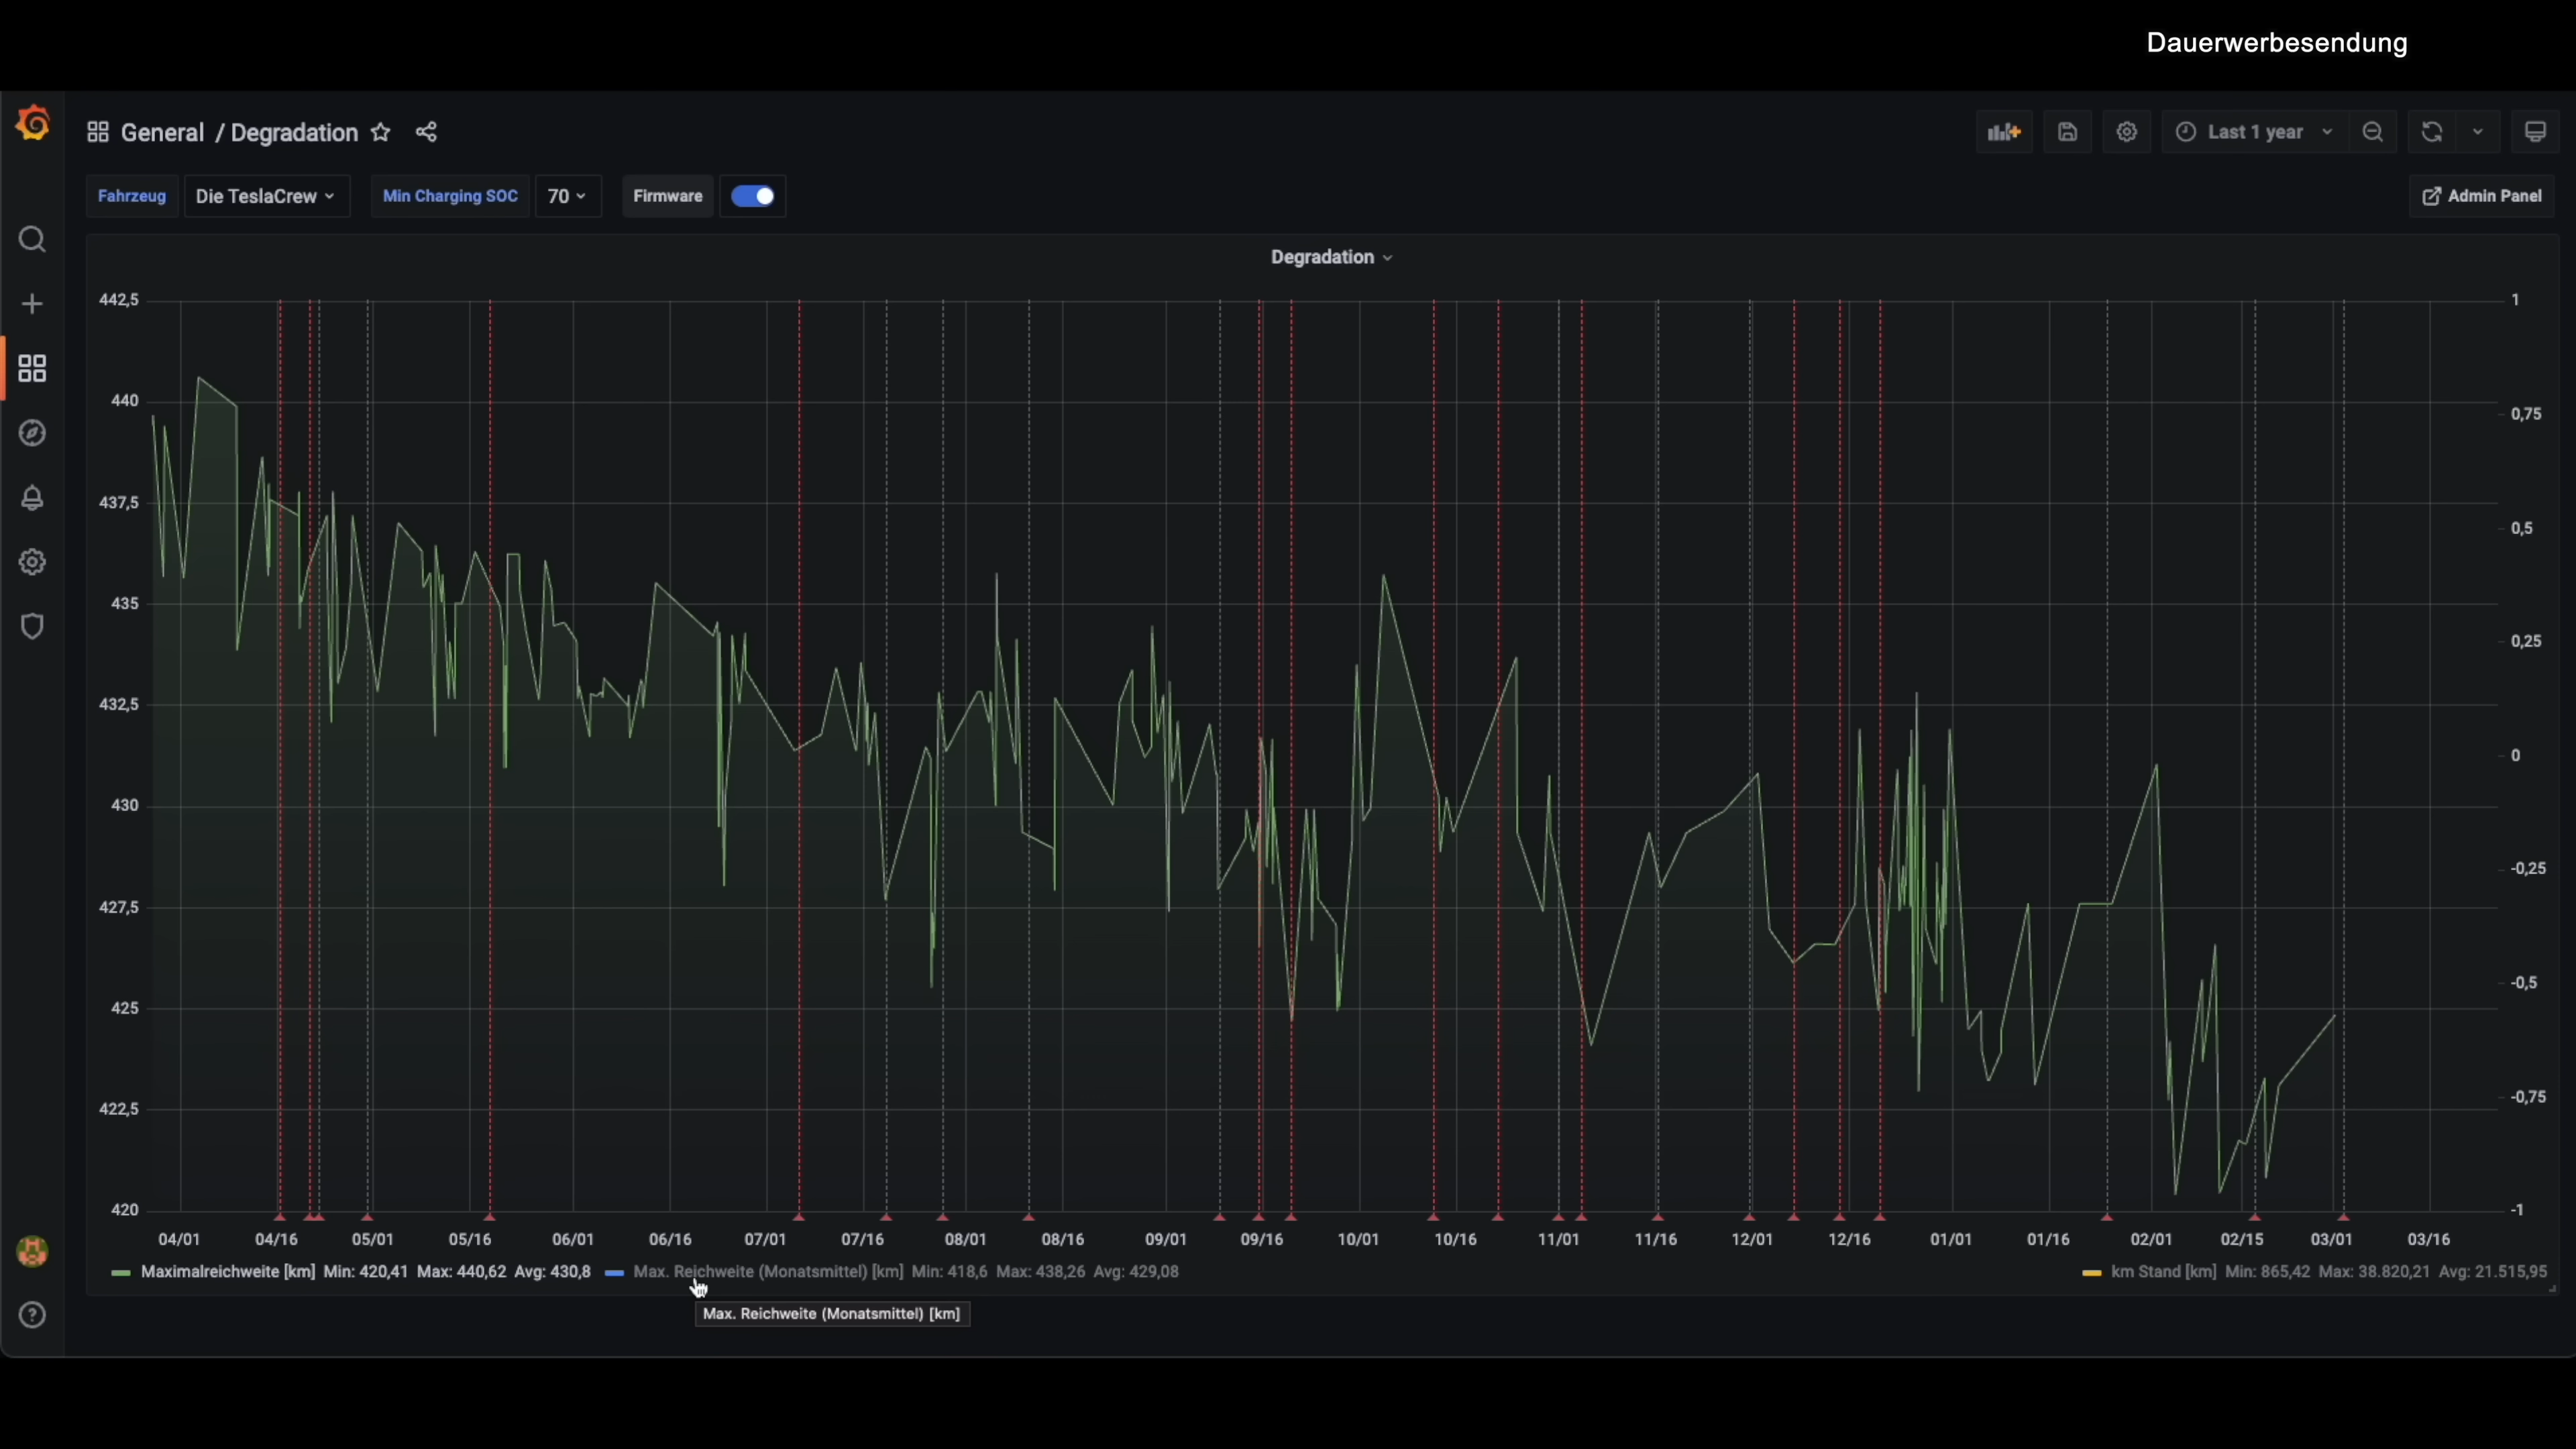 Dauerwerbesendung
General / Degradation
Last 1 year
Fahrzeug Die TeslaCrew Min Charging SOC 70 Firmware Admin Panel
Degradation
442,5
440
437,5
435
432,5
430
427,5
425
422,5
420
1
0,75
0,5
0,25
0
-0,25
-0,5
-0,75
-1
04/01 04/16 05/01 05/16 06/01 06/16 07/01 07/16 08/01 08/16 09/01 09/16 10/01 10/16 11/01 11/16 12/01 12/16 01/01 01/16 02/01 02/15 03/01 03/16
Maximalreichweite [km] Min: 420,41 Max: 440,62 Avg: 430,8 Max. Reichweite (Monatsmittel) [km] Min: 418,6 Max: 438,26 Avg: 429,08 km Stand [km] Min: 865,42 Max: 38.820,21 Avg: 21.515,95
Max. Reichweite (Monatsmittel) [km]